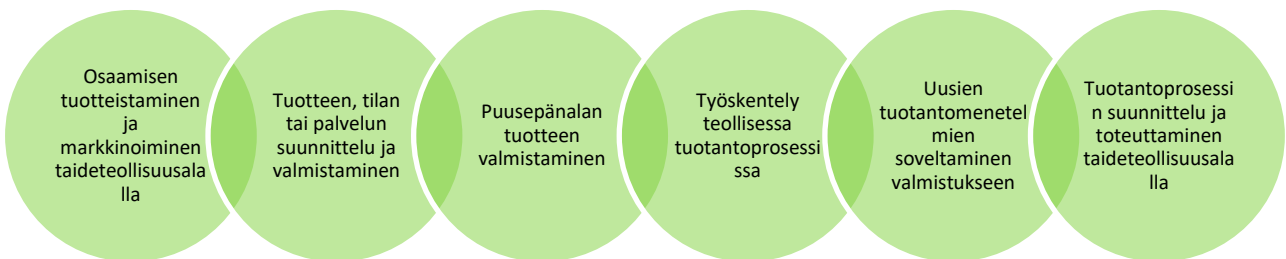 Osaamisen
tuotteistaminen
ja
markkinoiminen
taideteollisuusala
lla
Tuotteen, tilan
tai palvelun
suunnittelu ja
valmistaminen
Puusepänalan
tuotteen
valmistaminen
Työskentely
teollisessa
tuotantoprosessi
ssa
Uusien
tuotantomenetel
mien
soveltaminen
valmistukseen
Tuotantoprosessi
n suunnittelu ja
toteuttaminen
taideteollisuusala
lla